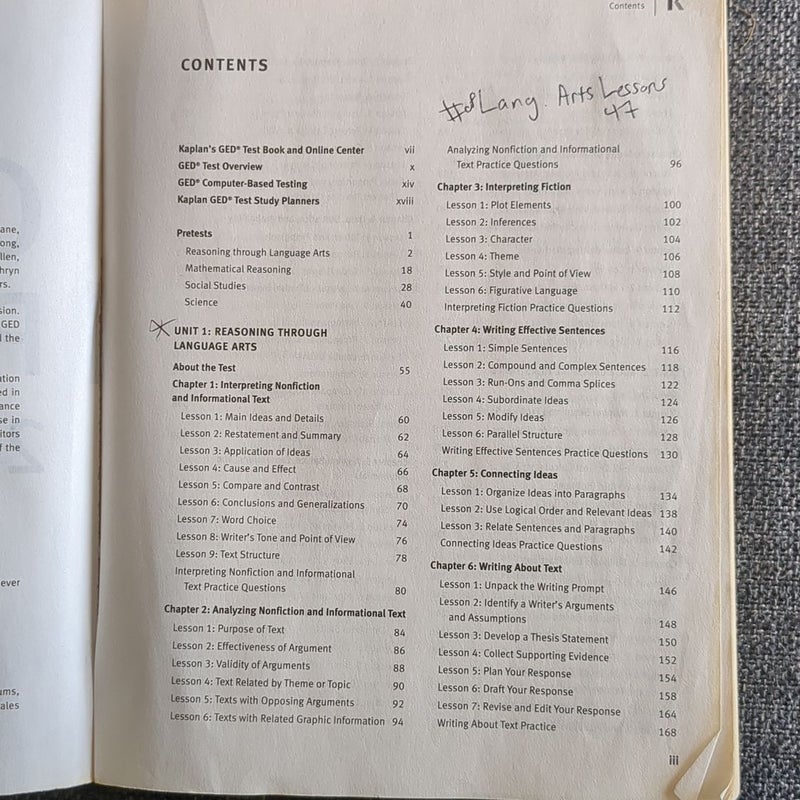 Contents
K
CONTENTS
#of Lang. Arts Lessons
47
Kaplan's GED® Test Book and Online Center vii
GED® Test Overview x
GED® Computer-Based Testing xiv
Kaplan GED® Test Study Planners xviii
Pretests 1
Reasoning through Language Arts 2
Mathematical Reasoning 18
Social Studies 28
Science 40
UNIT 1: REASONING THROUGH
LANGUAGE ARTS
About the Test 55
Chapter 1: Interpreting Nonfiction
and Informational Text
Lesson 1: Main Ideas and Details 60
Lesson 2: Restatement and Summary 62
Lesson 3: Application of Ideas 64
Lesson 4: Cause and Effect 66
Lesson 5: Compare and Contrast 68
Lesson 6: Conclusions and Generalizations 70
Lesson 7: Word Choice 74
Lesson 8: Writer's Tone and Point of View 76
Lesson 9: Text Structure 78
Interpreting Nonfiction and Informational
Text Practice Questions 80
Chapter 2: Analyzing Nonfiction and Informational Text
Lesson 1: Purpose of Text 84
Lesson 2: Effectiveness of Argument 86
Lesson 3: Validity of Arguments 88
Lesson 4: Text Related by Theme or Topic 90
Lesson 5: Texts with Opposing Arguments 92
Lesson 6: Texts with Related Graphic Information 94
Analyzing Nonfiction and Informational
Text Practice Questions 96
Chapter 3: Interpreting Fiction
Lesson 1: Plot Elements 100
Lesson 2: Inferences 102
Lesson 3: Character 104
Lesson 4: Theme 106
Lesson 5: Style and Point of View 108
Lesson 6: Figurative Language 110
Interpreting Fiction Practice Questions 112
Chapter 4: Writing Effective Sentences
Lesson 1: Simple Sentences 116
Lesson 2: Compound and Complex Sentences 118
Lesson 3: Run-Ons and Comma Splices 122
Lesson 4: Subordinate Ideas 124
Lesson 5: Modify Ideas 126
Lesson 6: Parallel Structure 128
Writing Effective Sentences Practice Questions 130
Chapter 5: Connecting Ideas
Lesson 1: Organize Ideas into Paragraphs 134
Lesson 2: Use Logical Order and Relevant Ideas 138
Lesson 3: Relate Sentences and Paragraphs 140
Connecting Ideas Practice Questions 142
Chapter 6: Writing About Text
Lesson 1: Unpack the Writing Prompt 146
Lesson 2: Identify a Writer's Arguments
and Assumptions 148
Lesson 3: Develop a Thesis Statement 150
Lesson 4: Collect Supporting Evidence 152
Lesson 5: Plan Your Response 154
Lesson 6: Draft Your Response 158
Lesson 7: Revise and Edit Your Response 164
Writing About Text Practice 168
iii